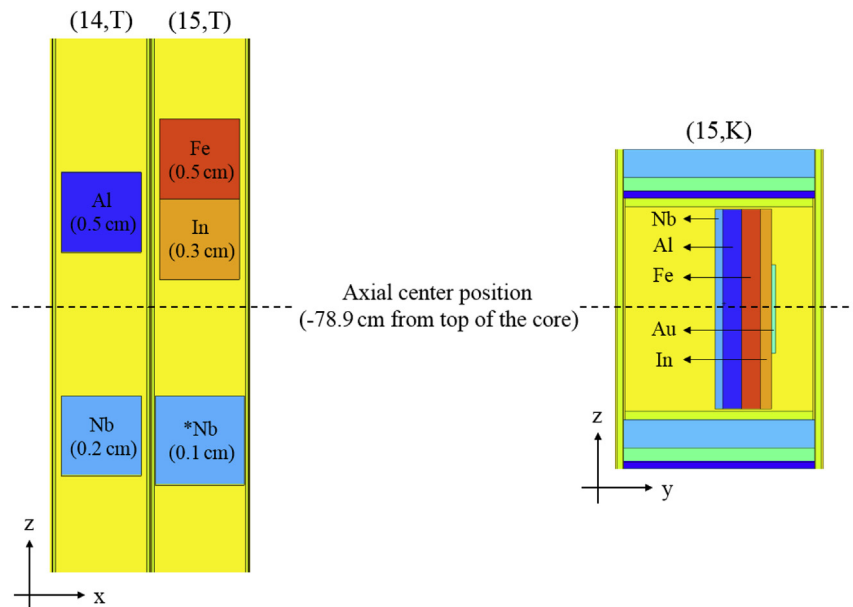 (14,T)
(15,T)
Fe
(0.5 cm)
Al
(0.5 cm)
In
(0.3 cm)
Nb
(0.2 cm)
*Nb
(0.1 cm)
z
x
Axial center position
(-78.9 cm from top of the core)
(15,K)
Nb
Al
Fe
Au
In
z
y